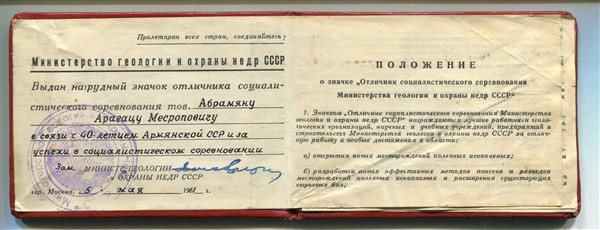 Пролетарии всех стран, соединяйтесь
Министерство геологии и охраны недр СССР
Выдан нагрудный значок отличника социали-
стического соревнования тов. Абрамяну
Арагацу Месроповичу
в связи с 40-летием Армянской ССР и за
успехи в социалистическом соревновании
Зам. МИНИСТР ГЕОЛОГИИ
И ОХРАНЫ НЕДР СССР
гор. Москва. 5 мая 1961 г.
ПОЛОЖЕНИЕ
о значке „Отличник социалистического соревнования
Министерства геологии и охраны недр СССР"
1. Значком „Отличник социалистического соревнования Министерства
геологии и охраны недр СССР" награждаются лучшие работники геоло-
гических организаций, научных и учебных учреждений, предприятий и
строительств Министерства геологии и охраны недр СССР за отлич-
ную работу и особые достижения в области:
а) открытия новых месторождений полезных ископаемых;
б) разработки новых эффективных методов поисков и разведки
месторождений полезных ископаемых и расширения существующих
сырьевых баз;